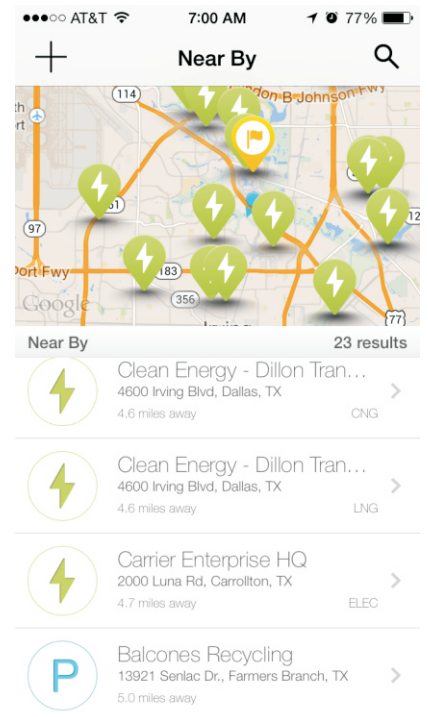 AT&T 7:00 AM 77%
Near By
114
B Johnson Fwy
97
183
356
Google
77
Near By 23 results
Clean Energy - Dillon Tran...
4600 Irving Blvd, Dallas, TX
4.6 miles away CNG
Clean Energy - Dillon Tran...
4600 Irving Blvd, Dallas, TX
4.6 miles away LNG
Carrier Enterprise HQ
2000 Luna Rd, Carrollton, TX
4.7 miles away ELEC
P
Balcones Recycling
13921 Senlac Dr., Farmers Branch, TX
5.0 miles away